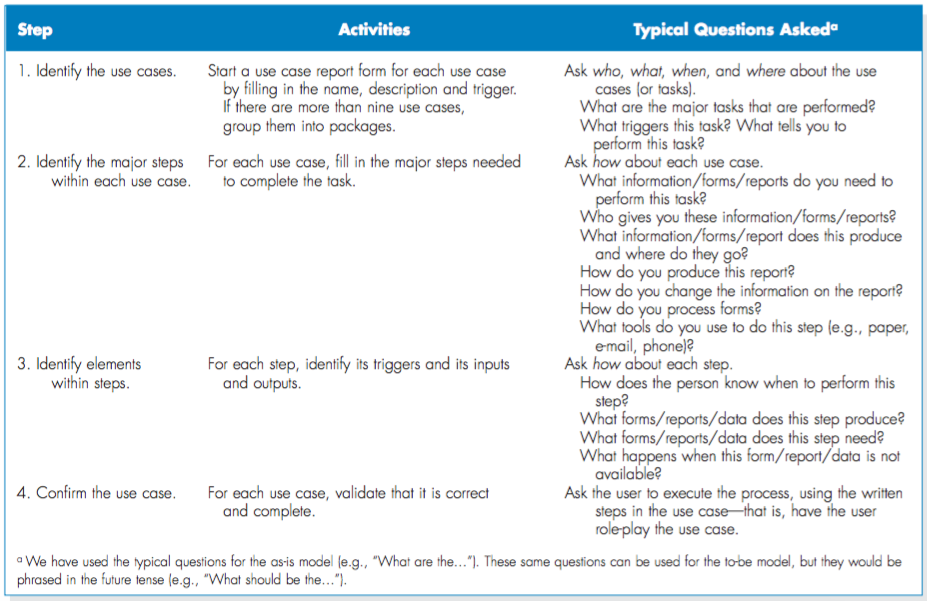 Step Activities Typical Questions Askedᵃ
1. Identify the use cases.
Start a use case report form for each use case
by filling in the name, description and trigger.
If there are more than nine use cases,
group them into packages.
Ask who, what, when, and where about the use
cases (or tasks).
What are the major tasks that are performed?
What triggers this task? What tells you to
perform this task?
2. Identify the major steps
within each use case.
For each use case, fill in the major steps needed
to complete the task.
Ask how about each use case.
What information/forms/reports do you need to
perform this task?
Who gives you these information/forms/reports?
What information/forms/report does this produce
and where do they go?
How do you produce this report?
How do you change the information on the report?
How do you process forms?
What tools do you use to do this step (e.g., paper,
e-mail, phone)?
3. Identify elements
within steps.
For each step, identify its triggers and its inputs
and outputs.
Ask how about each step.
How does the person know when to perform this
step?
What forms/reports/data does this step produce?
What forms/reports/data does this step need?
What happens when this form/report/data is not
available?
4. Confirm the use case.
For each use case, validate that it is correct
and complete.
Ask the user to execute the process, using the written
steps in the use case—that is, have the user
role-play the use case.
ᵃ We have used the typical questions for the as-is model (e.g., "What are the..."). These same questions can be used for the to-be model, but they would be
phrased in the future tense (e.g., "What should be the...").